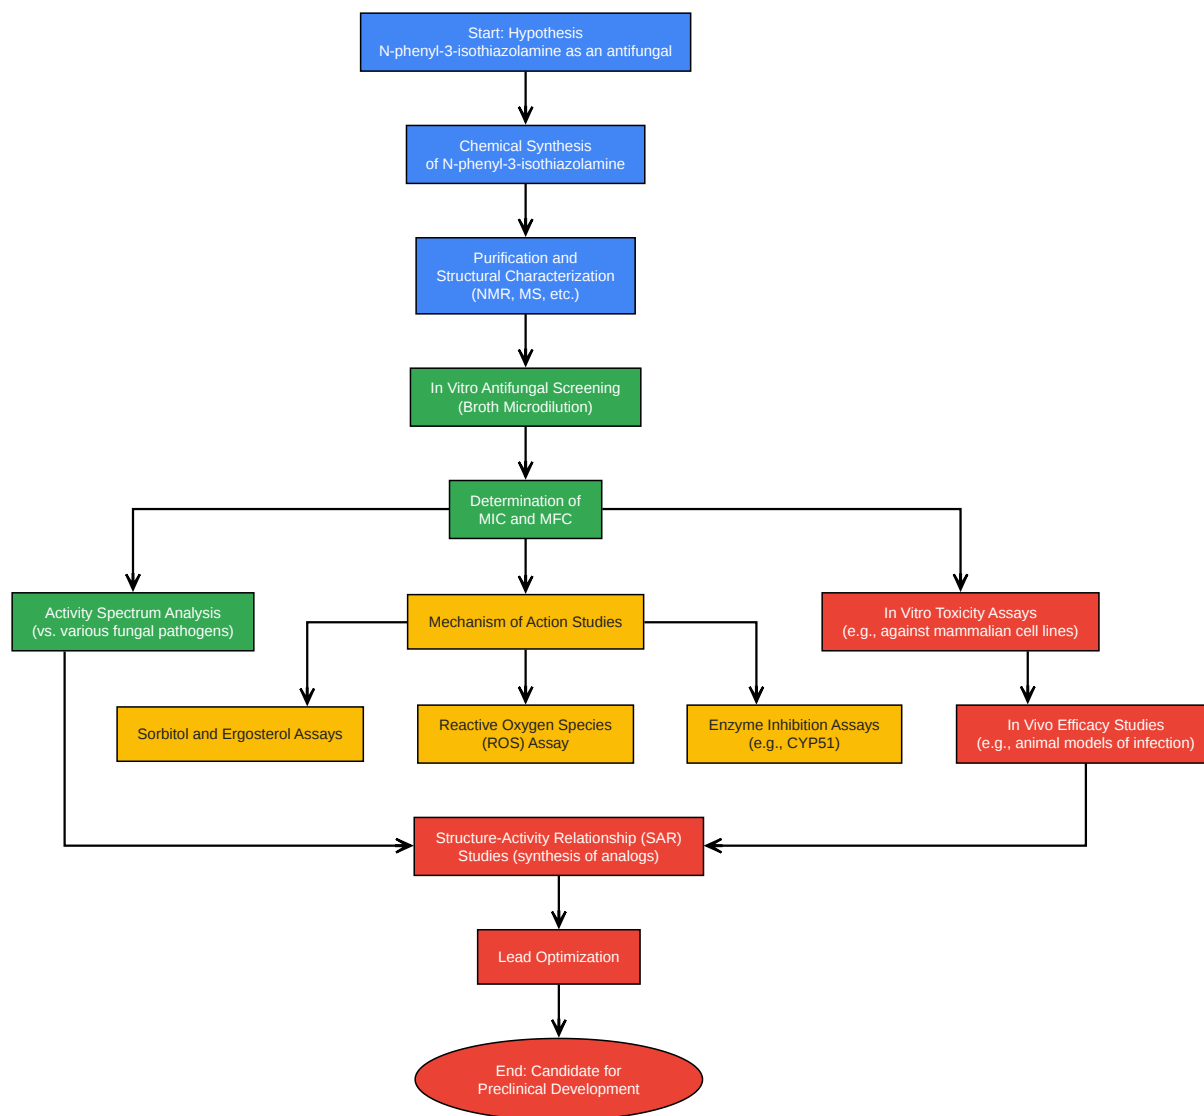 Start: Hypothesis
N-phenyl-3-isothiazolamine as an antifungal
Chemical Synthesis
of N-phenyl-3-isothiazolamine
Purification and
Structural Characterization
(NMR, MS, etc.)
In Vitro Antifungal Screening
(Broth Microdilution)
Determination of
MIC and MFC
Activity Spectrum Analysis
(vs. various fungal pathogens)
Mechanism of Action Studies
In Vitro Toxicity Assays
(e.g., against mammalian cell lines)
Sorbitol and Ergosterol Assays
Reactive Oxygen Species
(ROS) Assay
Enzyme Inhibition Assays
(e.g., CYP51)
In Vivo Efficacy Studies
(e.g., animal models of infection)
Structure-Activity Relationship (SAR)
Studies (synthesis of analogs)
Lead Optimization
End: Candidate for
Preclinical Development